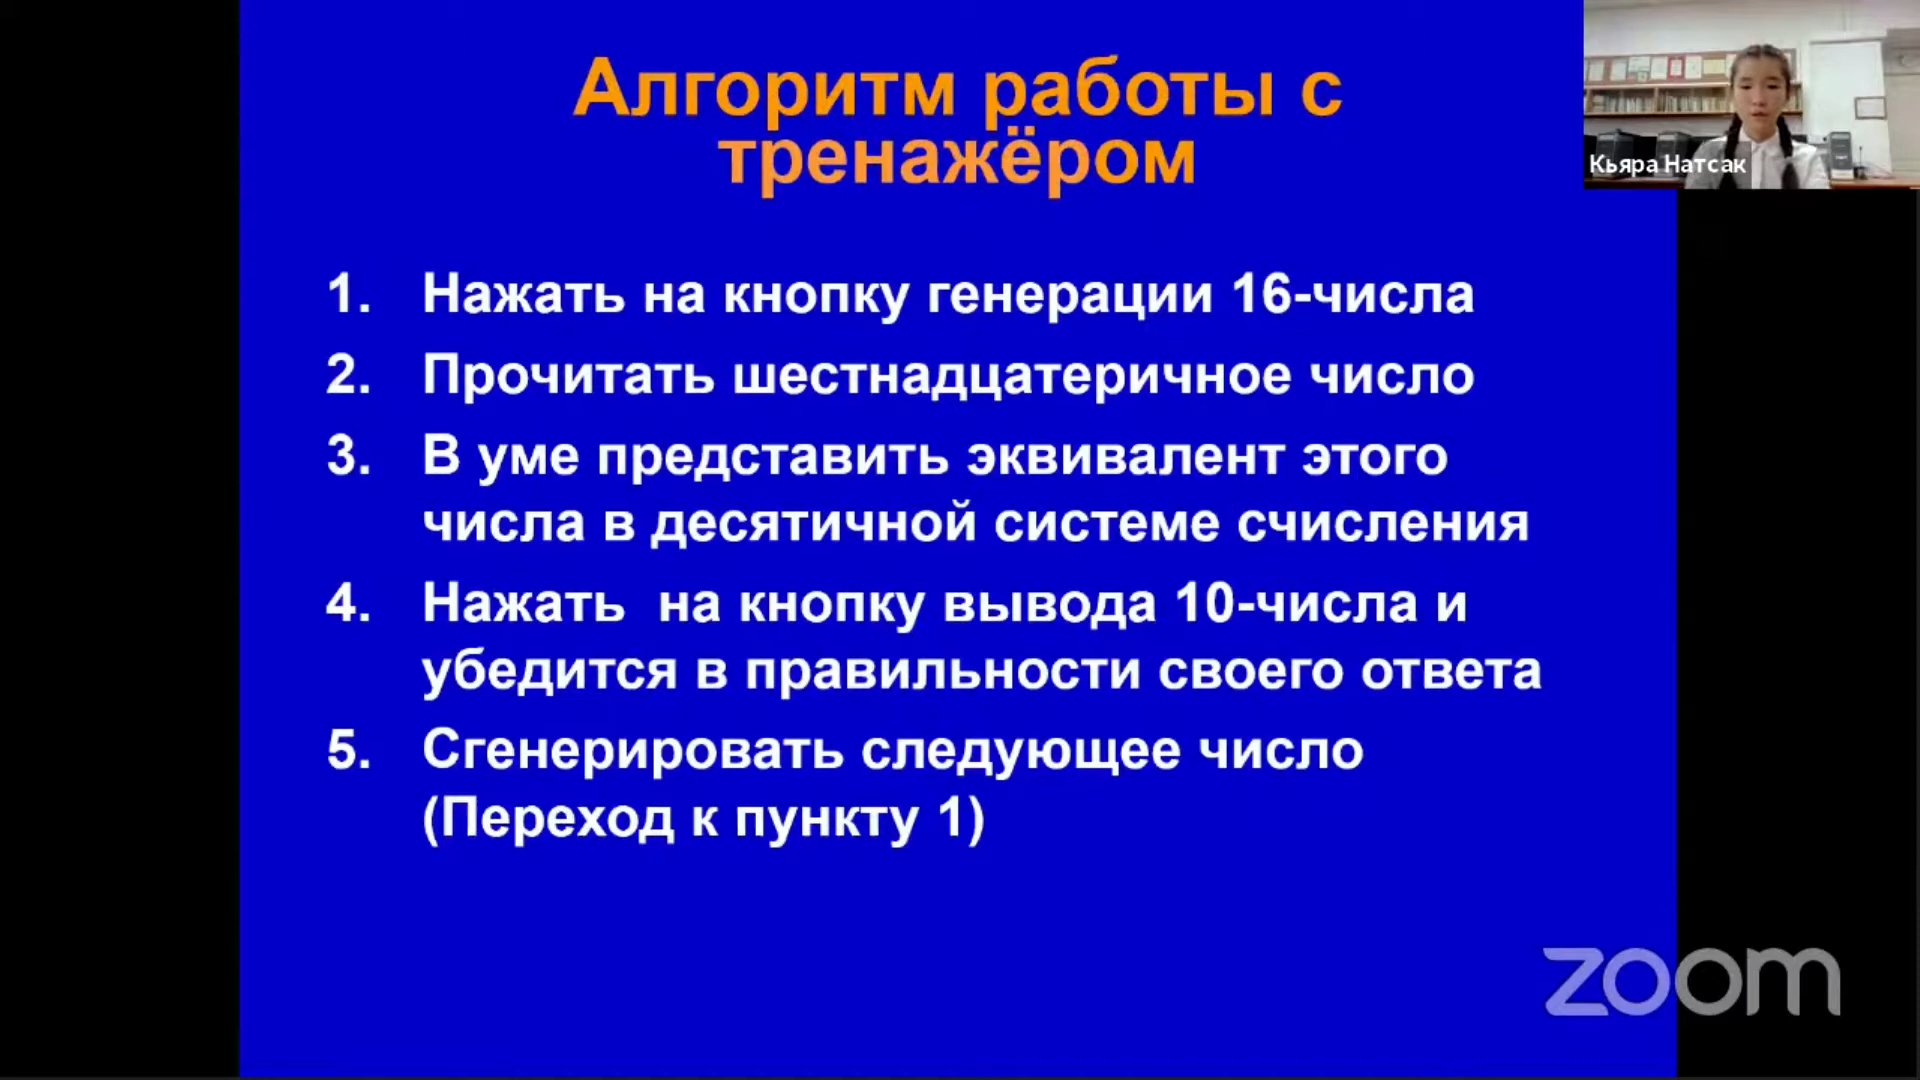 Алгоритм работы с
тренажёром
Кьяра Натсак
1. Нажать на кнопку генерации 16-числа
2. Прочитать шестнадцатеричное число
3. В уме представить эквивалент этого
числа в десятичной системе счисления
4. Нажать на кнопку вывода 10-числа и
убедится в правильности своего ответа
5. Сгенерировать следующее число
(Переход к пункту 1)
zoom